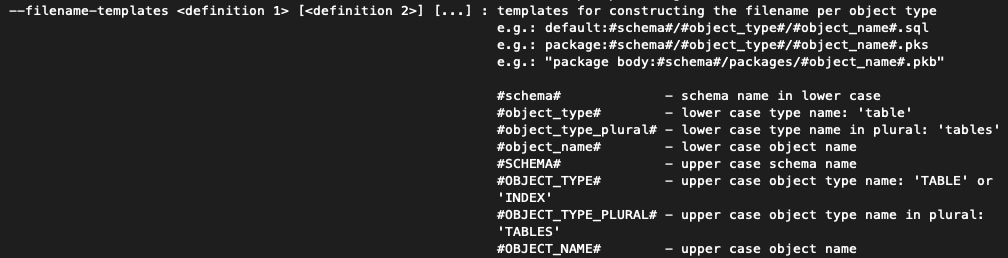 --filename-templates <definition 1> [<definition 2>] [...] : templates for constructing the filename per object type
e.g.: default:#schema#/#object_type#/#object_name#.sql
e.g.: package:#schema#/#object_type#/#object_name#.pks
e.g.: "package body:#schema#/packages/#object_name#.pkb"
#schema# - schema name in lower case
#object_type# - lower case type name: 'table'
#object_type_plural# - lower case type name in plural: 'tables'
#object_name# - lower case object name
#SCHEMA# - upper case schema name
#OBJECT_TYPE# - upper case object type name: 'TABLE' or
'INDEX'
#OBJECT_TYPE_PLURAL# - upper case object type name in plural:
'TABLES'
#OBJECT_NAME# - upper case object name